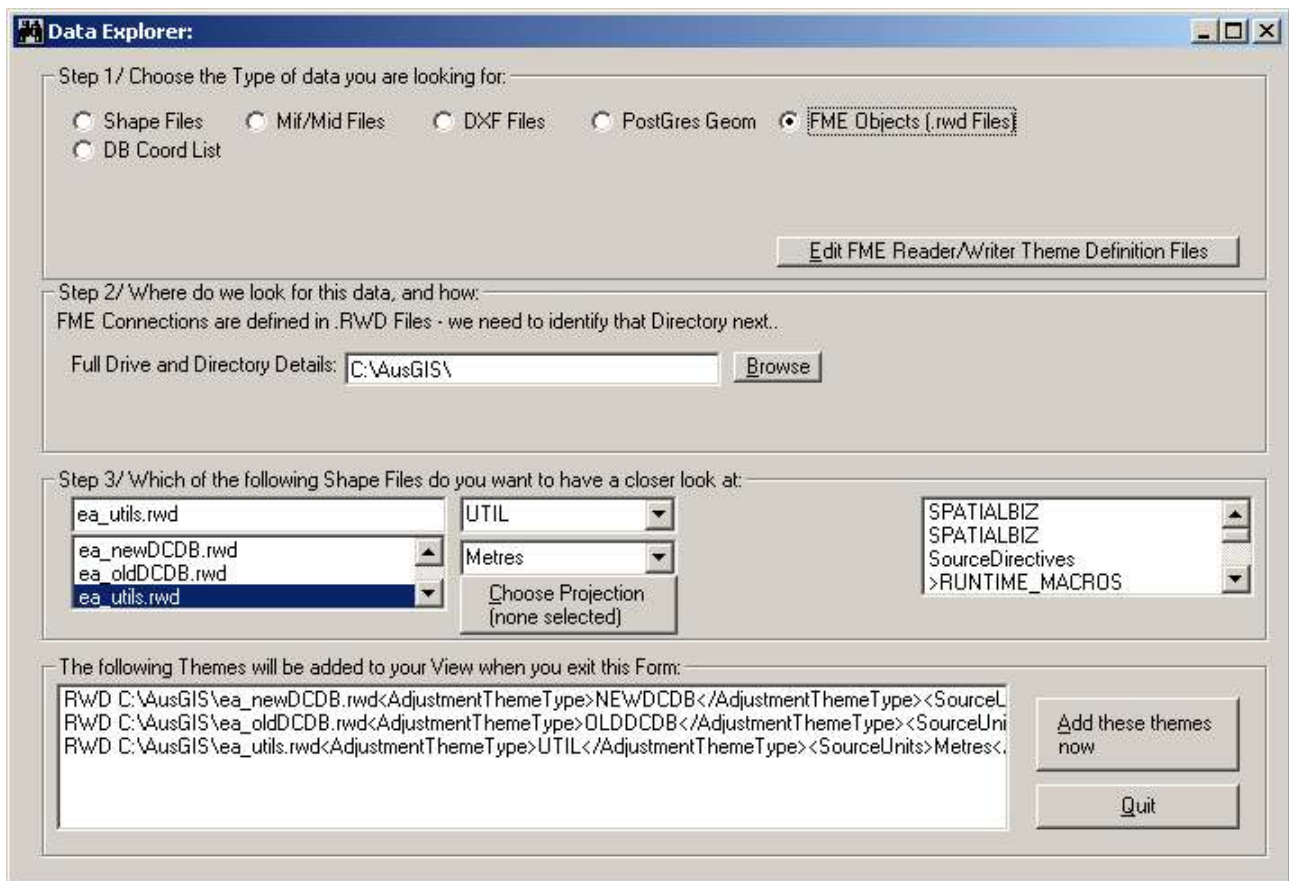 Data Explorer:
Step 1/ Choose the Type of data you are looking for:
Shape Files
Mif/Mid Files
DXF Files
PostGres Geom
FME Objects (.rwd Files)
DB Coord List
Edit FME Reader/Writer Theme Definition Files
Step 2/ Where do we look for this data, and how:
FME Connections are defined in .RWD Files - we need to identify that Directory next..
Full Drive and Directory Details:
C:\AusGIS\
Browse
Step 3/ Which of the following Shape Files do you want to have a closer look at:
ea_utils.rwd
ea_newDCDB.rwd
ea_oldDCDB.rwd
ea_utils.rwd
UTIL
Metres
Choose Projection
(none selected)
SPATIALBIZ
SPATIALBIZ
SourceDirectives
>RUNTIME_MACROS
The following Themes will be added to your View when you exit this Form:
RWD C:\AusGIS\ea_newDCDB.rwd<AdjustmentThemeType>NEWDCDB</AdjustmentThemeType><SourceU
RWD C:\AusGIS\ea_oldDCDB.rwd<AdjustmentThemeType>OLDDCDB</AdjustmentThemeType><SourceUni
RWD C:\AusGIS\ea_utils.rwd<AdjustmentThemeType>UTIL</AdjustmentThemeType><SourceUnits>Metres</
Add these themes
now
Quit